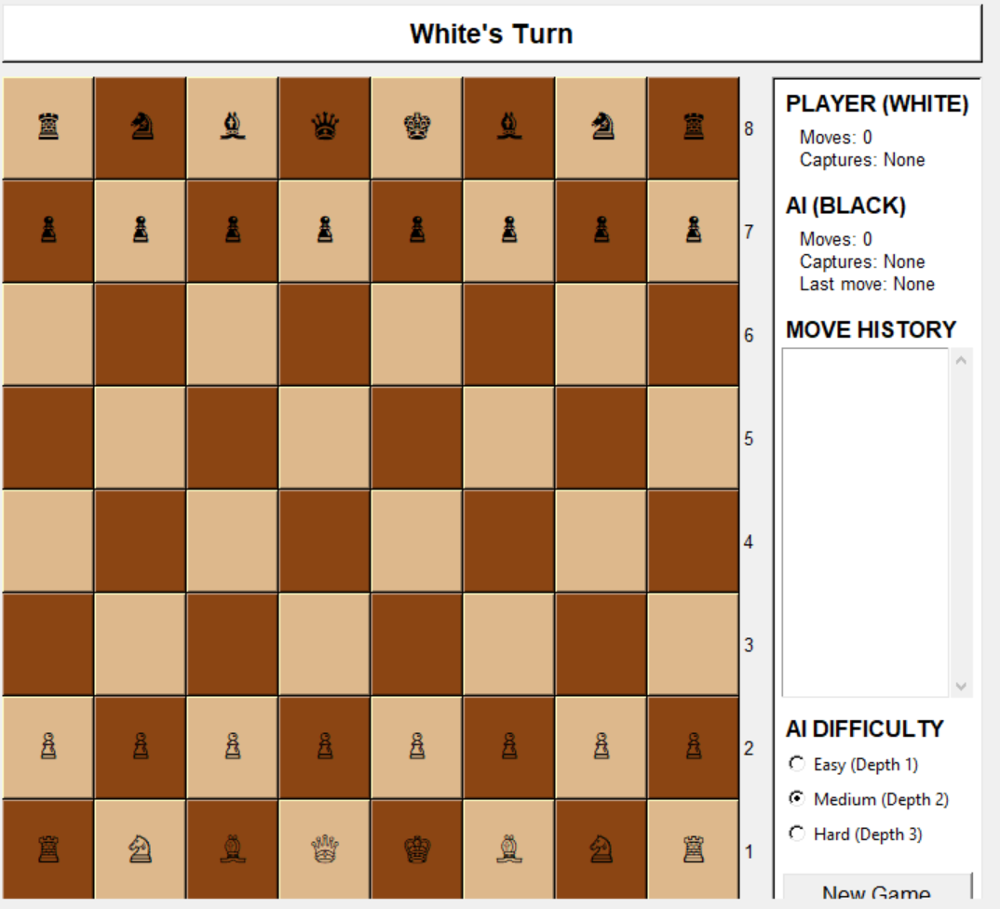 White's Turn
8
7
6
5
4
3
2
1
PLAYER (WHITE)
Moves: 0
Captures: None
AI (BLACK)
Moves: 0
Captures: None
Last move: None
MOVE HISTORY
AI DIFFICULTY
Easy (Depth 1)
Medium (Depth 2)
Hard (Depth 3)
New Game